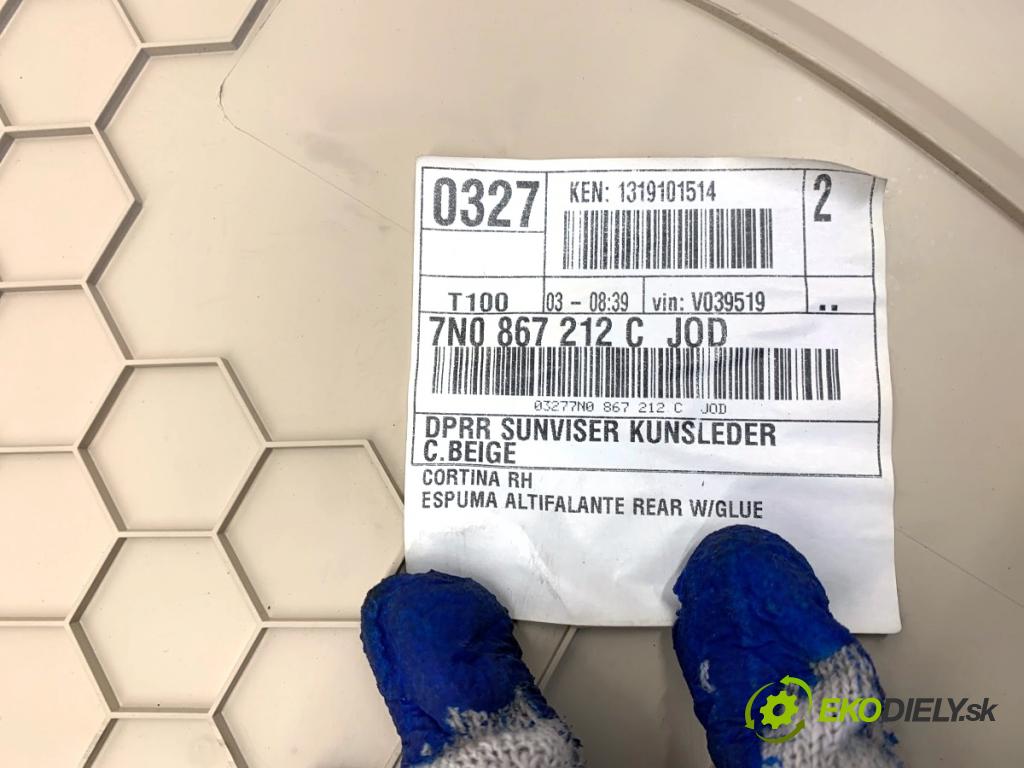 0327 KEN: 1319101514 2
T100 03 - 08:39 vin: V039519 ..
7N0 867 212 C JOD
03277N0 867 212 C JOD
DPRR SUNVISER KUNSLEDER
C.BEIGE
CORTINA RH
ESPUMA ALTIFALANTE REAR W/GLUE
EKODIELY.sk